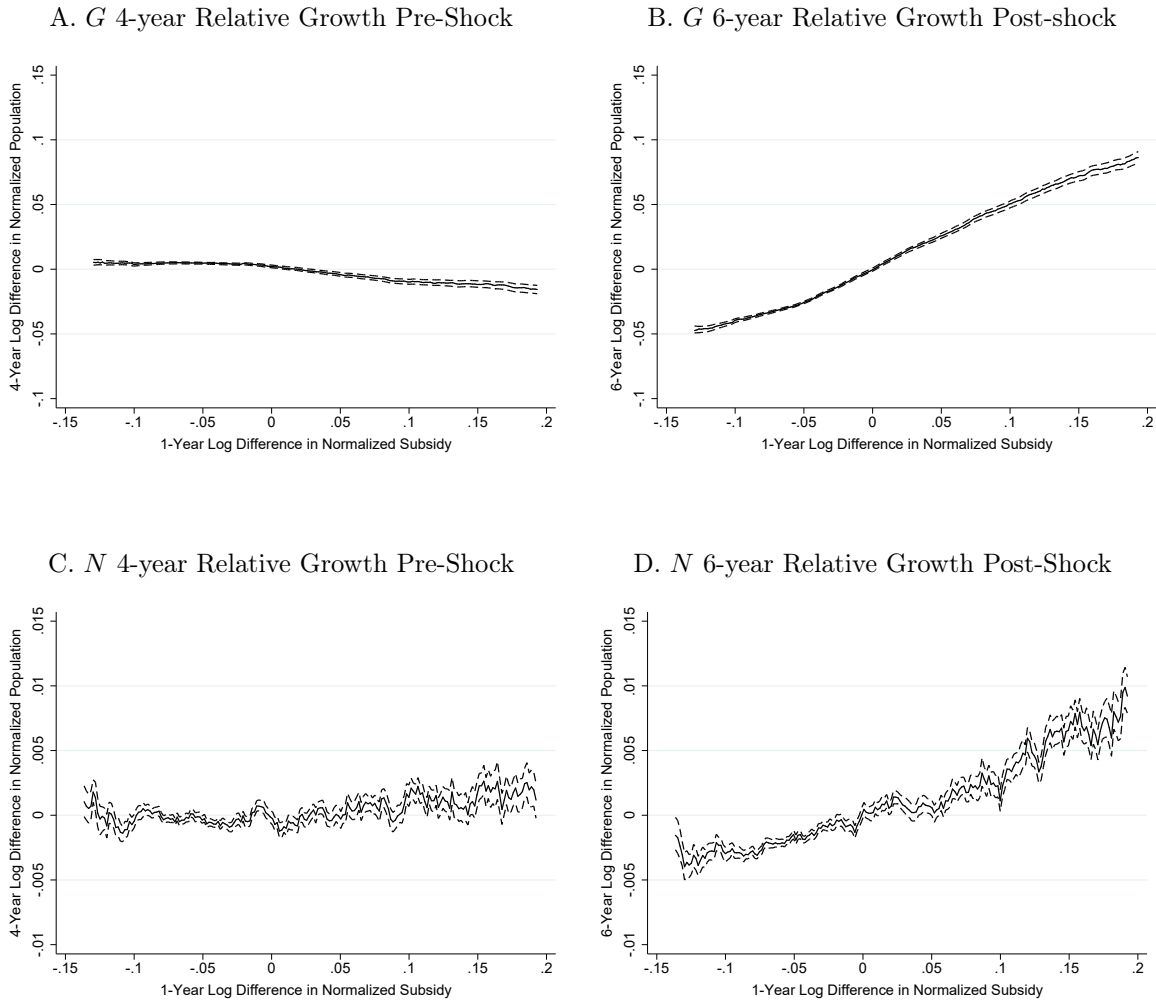 A. G 4-year Relative Growth Pre-Shock
4-Year Log Difference in Normalized Population
.15
.1
.05
0
-.05
-.1
-.15 -.1 -.05 0 .05 .1 .15 .2
1-Year Log Difference in Normalized Subsidy
B. G 6-year Relative Growth Post-shock
6-Year Log Difference in Normalized Population
.15
.1
.05
0
-.05
-.1
-.15 -.1 -.05 0 .05 .1 .15 .2
1-Year Log Difference in Normalized Subsidy
C. N 4-year Relative Growth Pre-Shock
4-Year Log Difference in Normalized Population
.015
.01
.005
0
-.005
-.01
-.15 -.1 -.05 0 .05 .1 .15 .2
1-Year Log Difference in Normalized Subsidy
D. N 6-year Relative Growth Post-Shock
6-Year Log Difference in Normalized Population
.015
.01
.005
0
-.005
-.01
-.15 -.1 -.05 0 .05 .1 .15 .2
1-Year Log Difference in Normalized Subsidy